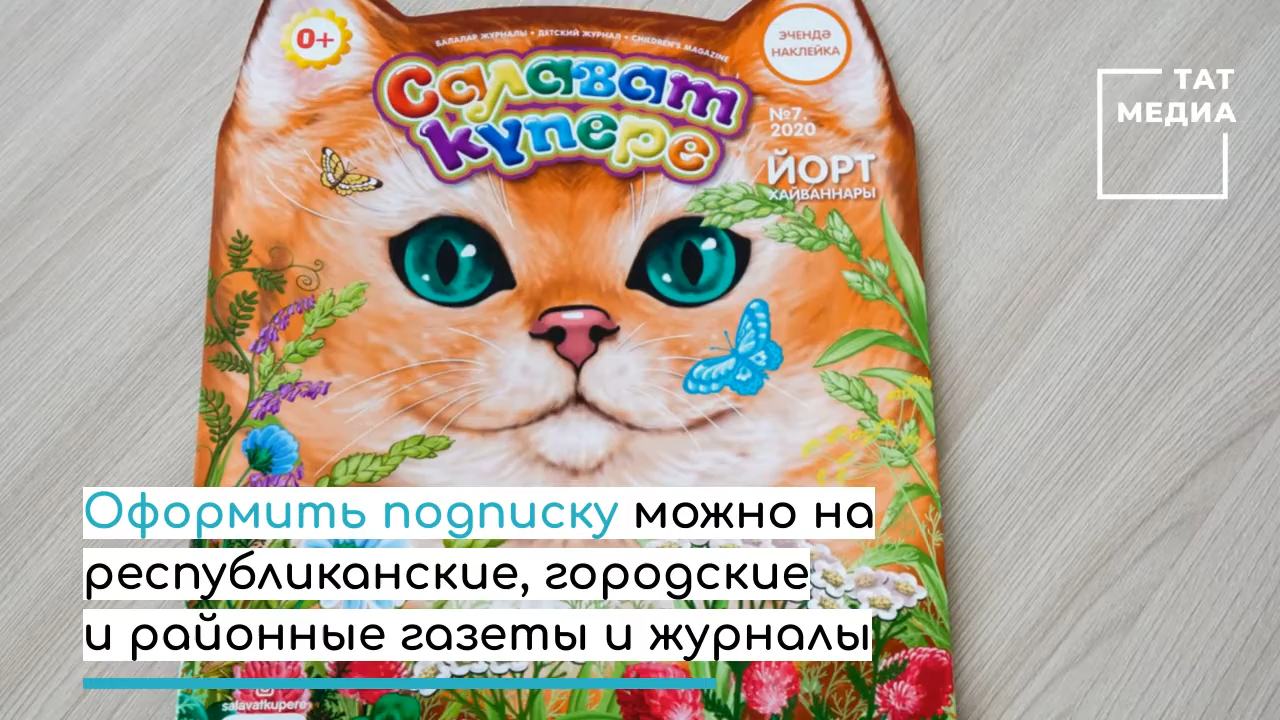 0+
БАЛАЛАР ЖУРНАЛЫ • ДЕТСКИЙ ЖУРНАЛ • CHILDREN'S MAGAZINE
ЭЧЕНДӘ
НАКЛЕЙКА
Салават
күпере
№7.
2020
ЙОРТ
ХАЙВАННАРЫ
ТАТ
МЕДИА
Оформить подписку можно на
республиканские, городские
и районные газеты и журналы
salavatkupere